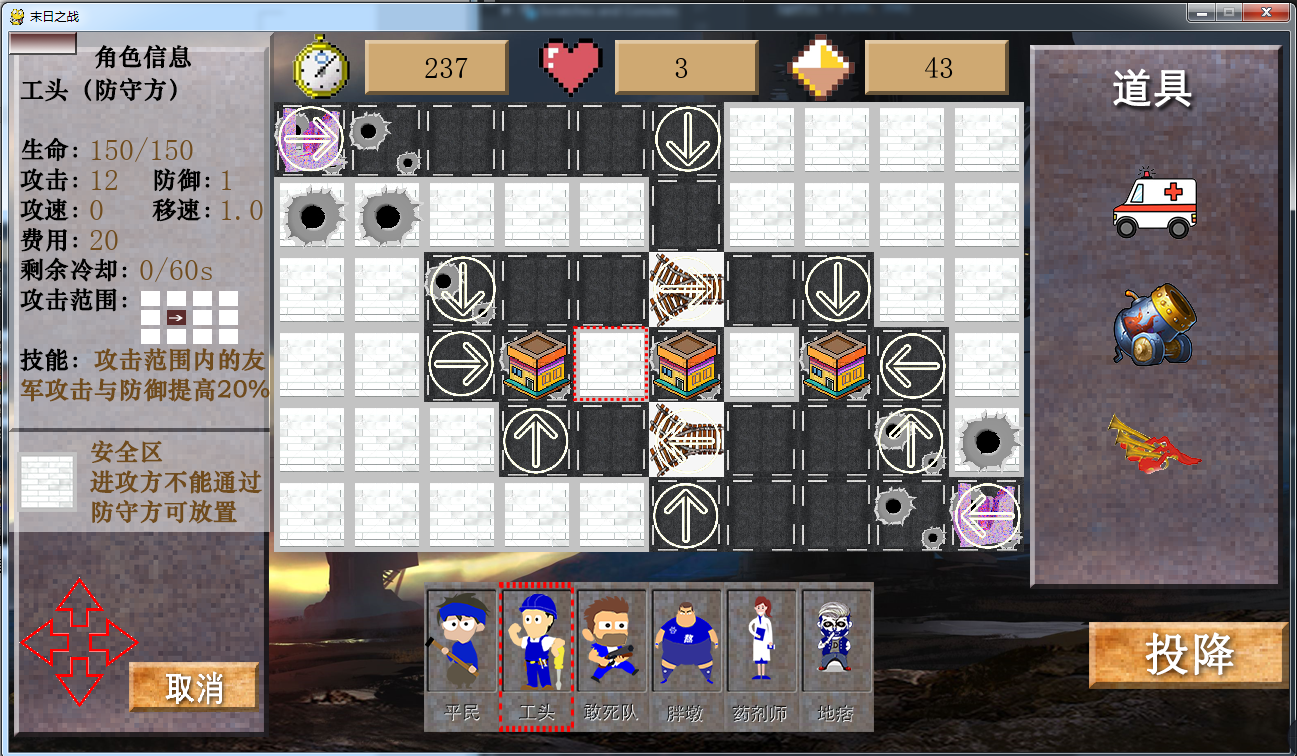 末日之战
角色信息
工头（防守方）
生命：150/150
攻击：12 防御：1
攻速：0 移速：1.0
费用：20
剩余冷却：0/60s
攻击范围：
技能：攻击范围内的友
军攻击与防御提高20%
安全区
进攻方不能通过
防守方可放置
取消
237
3
43
道具
平民
工头
敢死队
胖墩
药剂师
地痞
投降